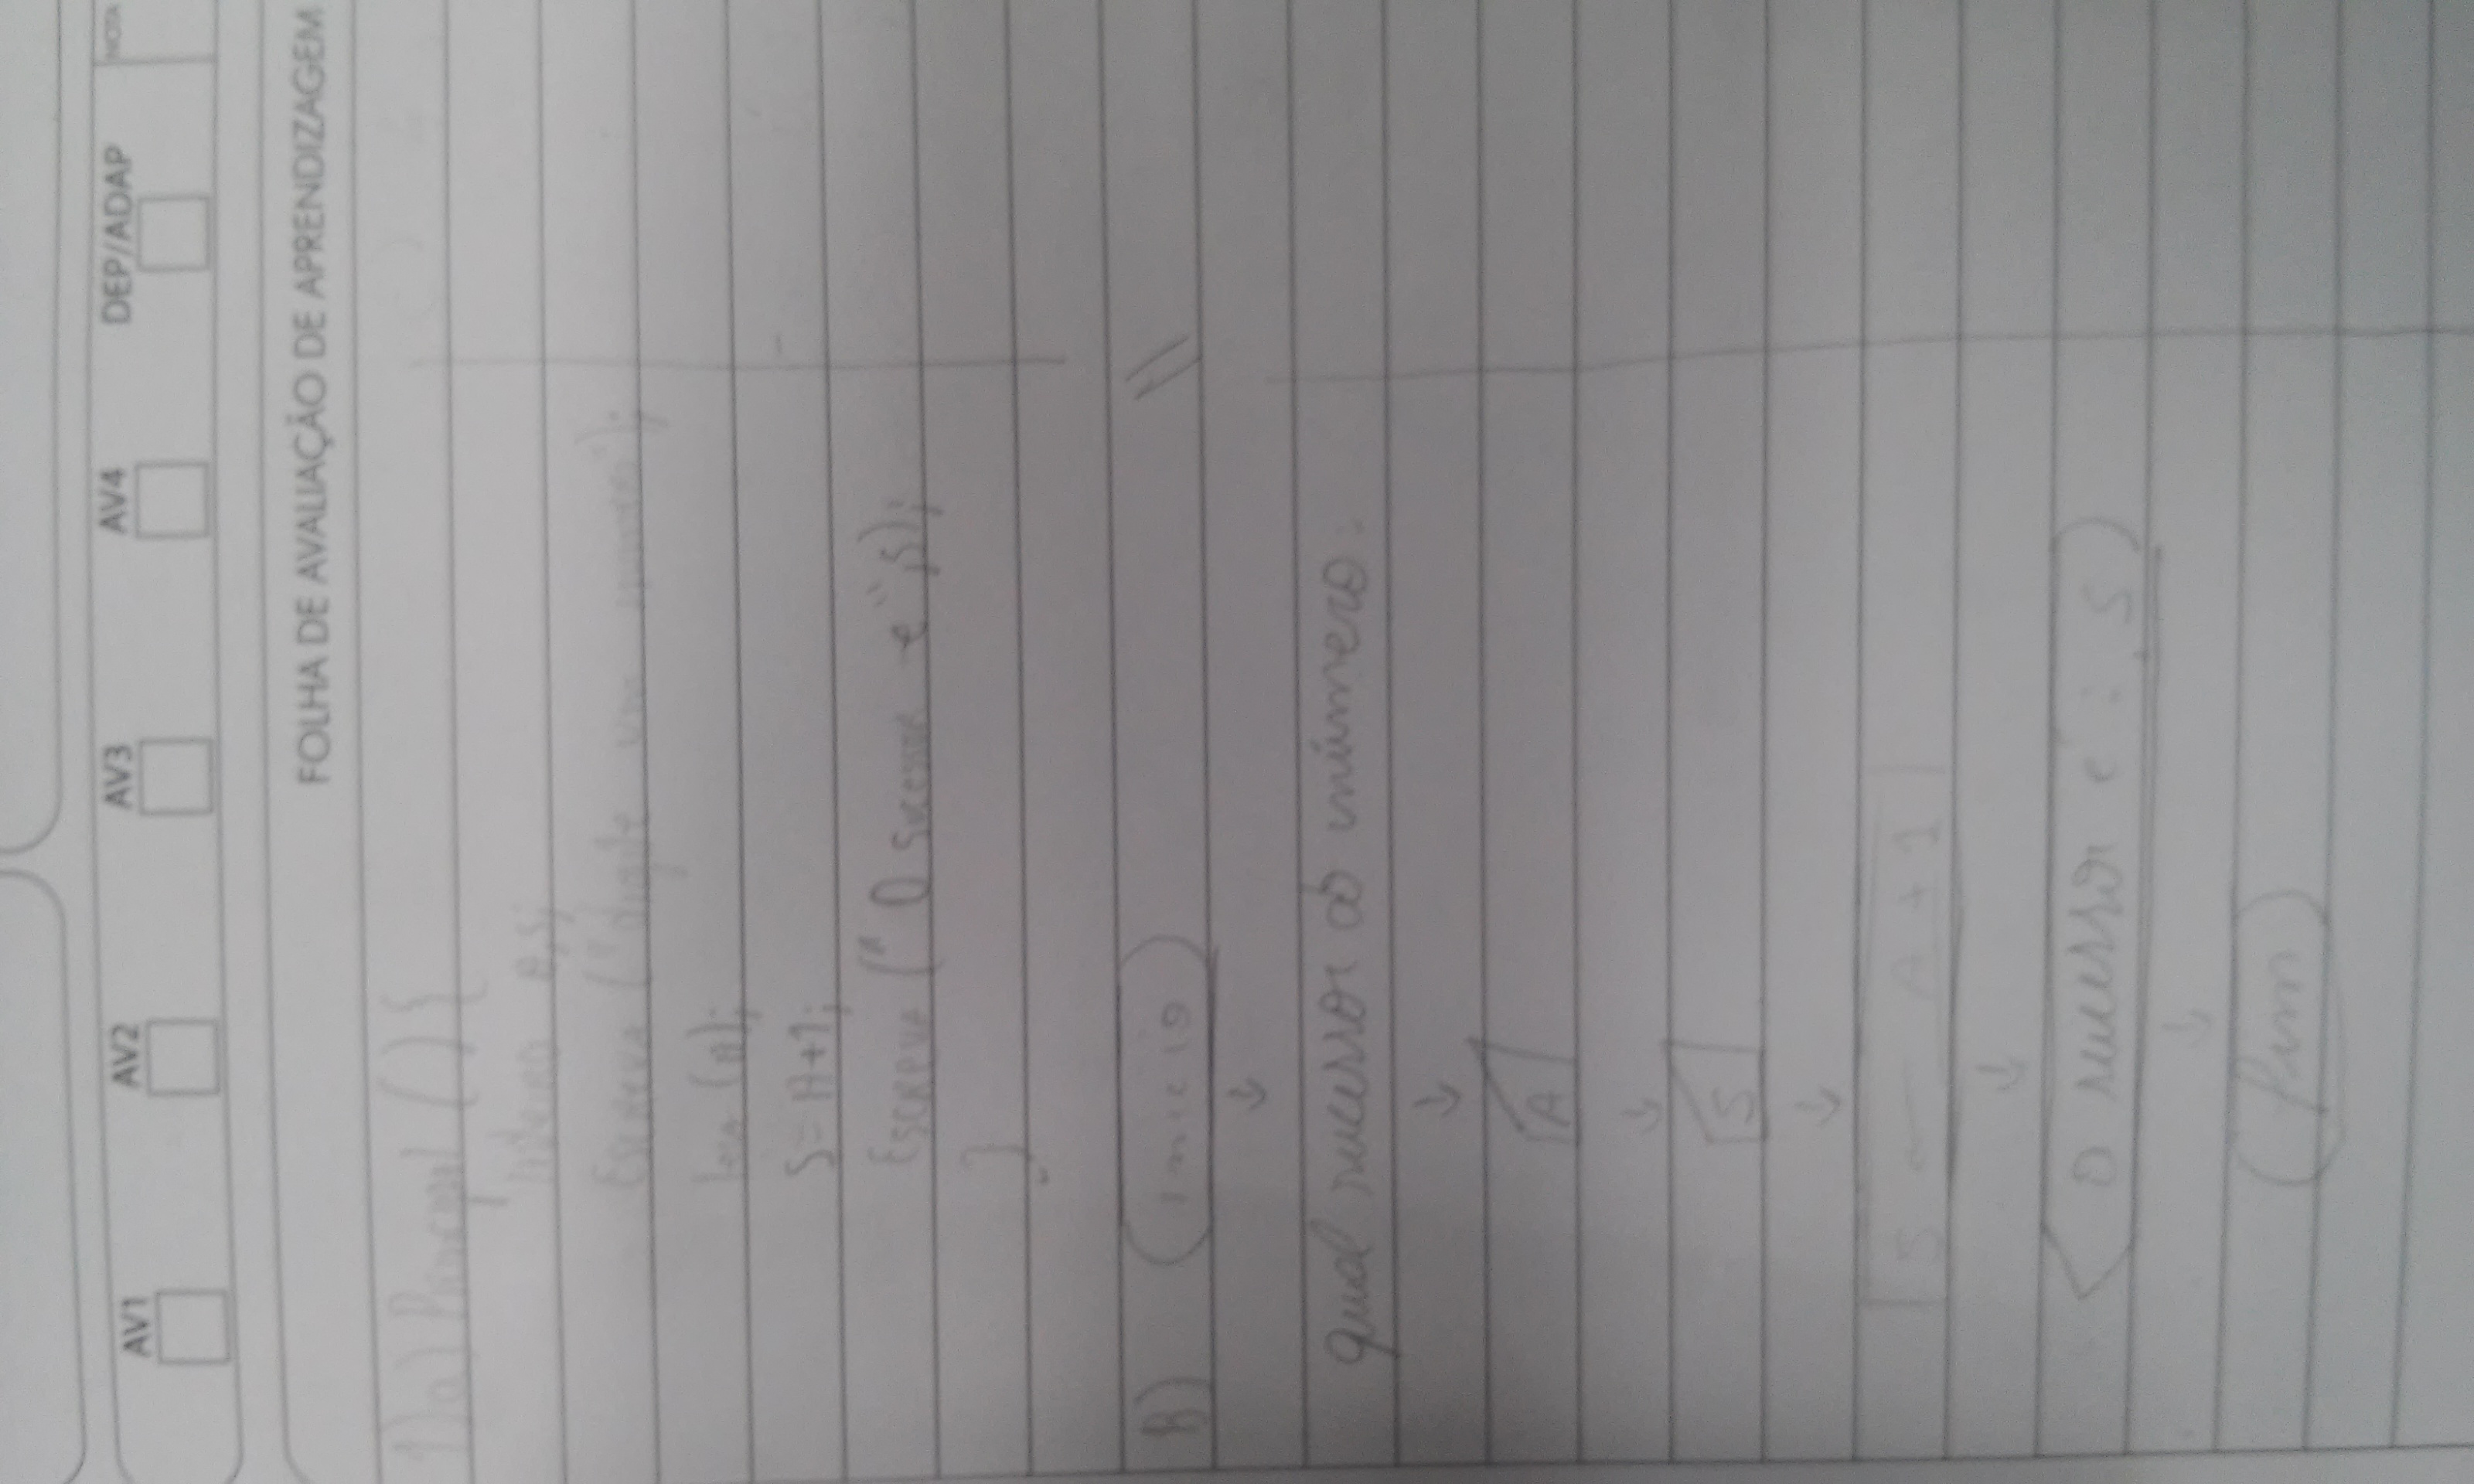 NOTA
AV1 AV2 AV3 AV4 DEP/ADAP
FOLHA DE AVALIAÇÃO DE APRENDIZAGEM
1) a) Principal () {
inteiro A,S;
Escreva ("digite um numero");
leia (A);
S=A+1;
Escreva (" O sucessor e", S);
}
B) (inicio)
qual sucessor do número:
A
S
S ← A + 1
O sucessor e: , S
(fim)